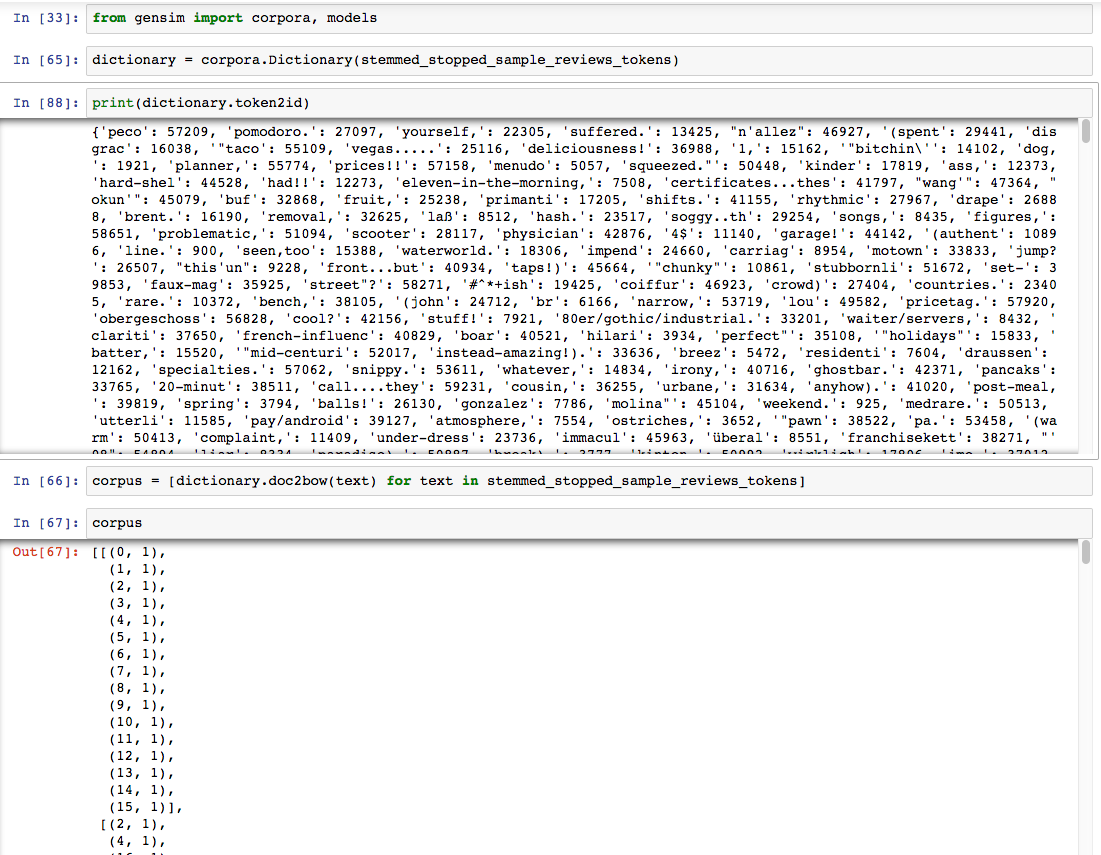 In [33]: from gensim import corpora, models
In [65]: dictionary = corpora.Dictionary(stemmed_stopped_sample_reviews_tokens)
In [88]: print(dictionary.token2id)
{'peco': 57209, 'pomodoro.': 27097, 'yourself,': 22305, 'suffered.': 13425, "n'allez": 46927, '(spent': 29441, 'dis
grac': 16038, '"taco': 55109, 'vegas.....': 25116, 'deliciousness!': 36988, '1,': 15162, '"bitchin\'': 14102, 'dog,
': 1921, 'planner,': 55774, 'prices!!': 57158, 'menudo': 5057, 'squeezed."': 50448, 'kinder': 17819, 'ass,': 12373,
'hard-shel': 44528, 'had!!': 12273, 'eleven-in-the-morning,': 7508, 'certificates...thes': 41797, "wang'": 47364, "
okun'": 45079, 'buf': 32868, 'fruit,': 25238, 'primanti': 17205, 'shifts.': 41155, 'rhythmic': 27967, 'drape': 2688
8, 'brent.': 16190, 'removal,': 32625, 'laß': 8512, 'hash.': 23517, 'soggy..th': 29254, 'songs,': 8435, 'figures,':
58651, 'problematic,': 51094, 'scooter': 28117, 'physician': 42876, '4$': 11140, 'garage!': 44142, '(authent': 1089
6, 'line.': 900, 'seen,too': 15388, 'waterworld.': 18306, 'impend': 24660, 'carriag': 8954, 'motown': 33833, 'jump?
': 26507, "this'un": 9228, 'front...but': 40934, 'taps!)': 45664, '"chunky"': 10861, 'stubbornli': 51672, 'set-': 3
9853, 'faux-mag': 35925, 'street"?': 58271, '#^*+ish': 19425, 'coiffur': 46923, 'crowd)': 27404, 'countries.': 2340
5, 'rare.': 10372, 'bench,': 38105, '(john': 24712, 'br': 6166, 'narrow,': 53719, 'lou': 49582, 'pricetag.': 57920,
'obergeschoss': 56828, 'cool?': 42156, 'stuff!': 7921, '80er/gothic/industrial.': 33201, 'waiter/servers,': 8432, '
clariti': 37650, 'french-influenc': 40829, 'boar': 40521, 'hilari': 3934, 'perfect"': 35108, '"holidays"': 15833, '
batter,': 15520, '"mid-centuri': 52017, 'instead-amazing!).': 33636, 'breez': 5472, 'residenti': 7604, 'draussen':
12162, 'specialties.': 57062, 'snippy.': 53611, 'whatever,': 14834, 'irony,': 40716, 'ghostbar.': 42371, 'pancaks':
33765, '20-minut': 38511, 'call....they': 59231, 'cousin,': 36255, 'urbane,': 31634, 'anyhow).': 41020, 'post-meal,
': 39819, 'spring': 3794, 'balls!': 26130, 'gonzalez': 7786, 'molina"': 45104, 'weekend.': 925, 'medrare.': 50513,
'utterli': 11585, 'pay/android': 39127, 'atmosphere,': 7554, 'ostriches,': 3652, '"pawn': 38522, 'pa.': 53458, '(wa
rm': 50413, 'complaint,': 11409, 'under-dress': 23736, 'immacul': 45963, 'überal': 8551, 'franchisekett': 38271, "'
In [66]: corpus = [dictionary.doc2bow(text) for text in stemmed_stopped_sample_reviews_tokens]
In [67]: corpus
Out[67]: [[(0, 1),
(1, 1),
(2, 1),
(3, 1),
(4, 1),
(5, 1),
(6, 1),
(7, 1),
(8, 1),
(9, 1),
(10, 1),
(11, 1),
(12, 1),
(13, 1),
(14, 1),
(15, 1)],
[(2, 1),
(4, 1),